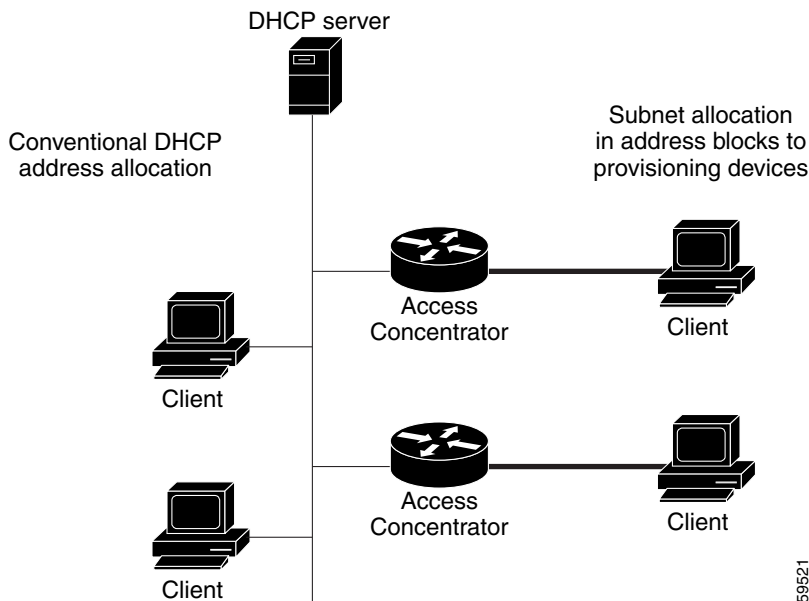 DHCP server
Conventional DHCP
address allocation
Subnet allocation
in address blocks to
provisioning devices
Access
Concentrator
Client
Client
Access
Concentrator
Client
Client
59521